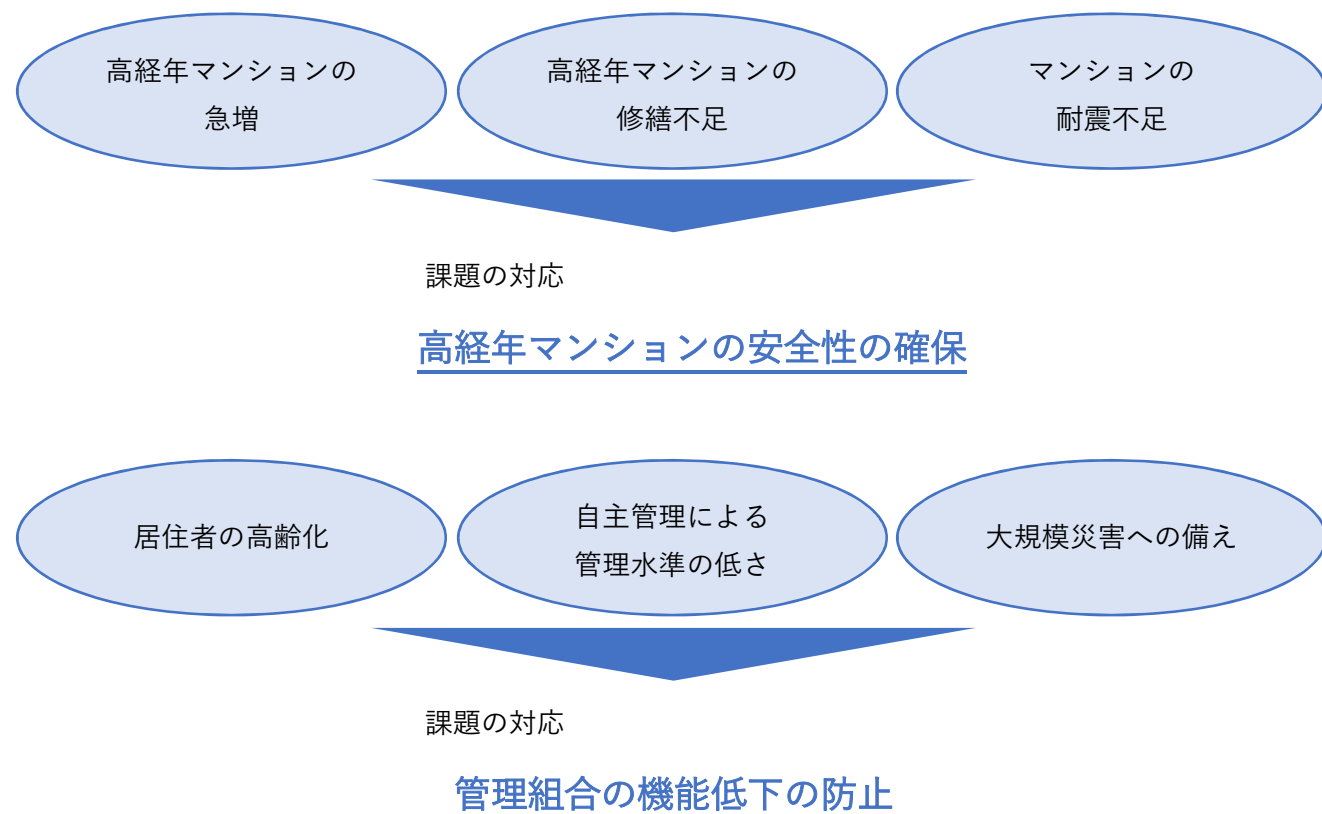 高経年マンションの
急増
高経年マンションの
修繕不足
マンションの
耐震不足
課題の対応
高経年マンションの安全性の確保
居住者の高齢化
自主管理による
管理水準の低さ
大規模災害への備え
課題の対応
管理組合の機能低下の防止